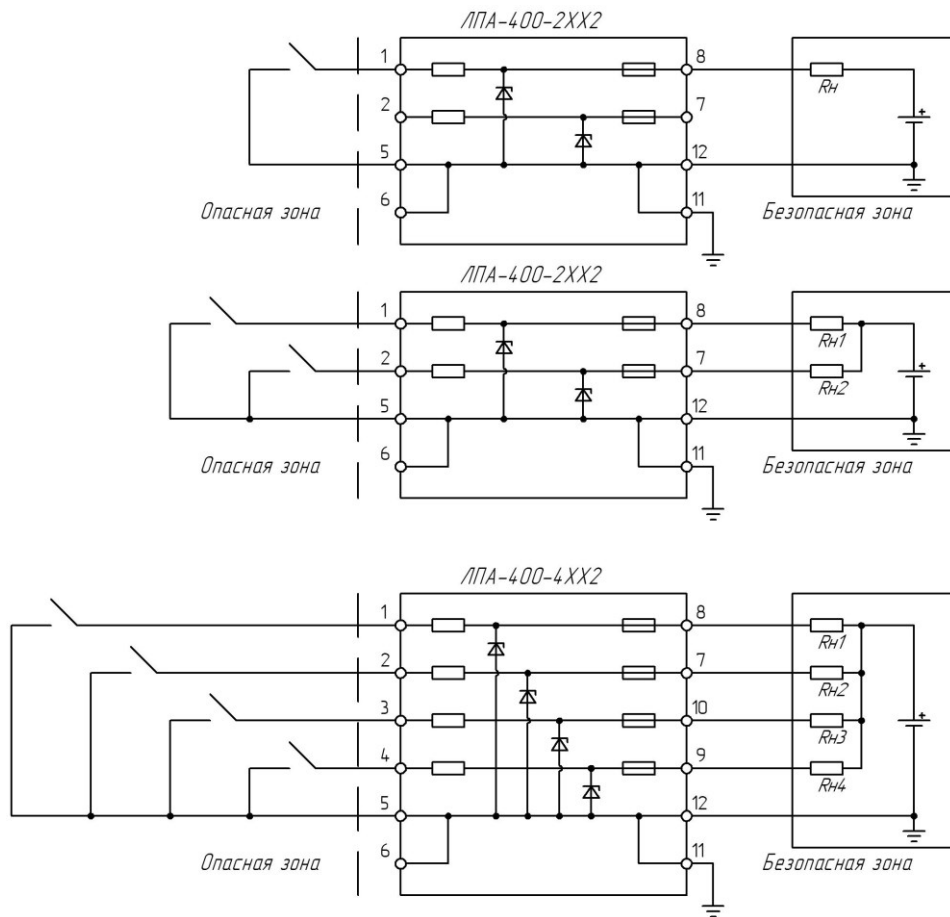 ЛПА-400-2ХХ2
1
8
Rн
+
2
7
5
12
6
11
Опасная зона
Безопасная зона
ЛПА-400-2ХХ2
1
8
Rн1
+
2
7
Rн2
5
12
6
11
Опасная зона
Безопасная зона
ЛПА-400-4ХХ2
1
8
Rн1
2
7
Rн2
+
3
10
Rн3
4
9
Rн4
5
12
6
11
Опасная зона
Безопасная зона